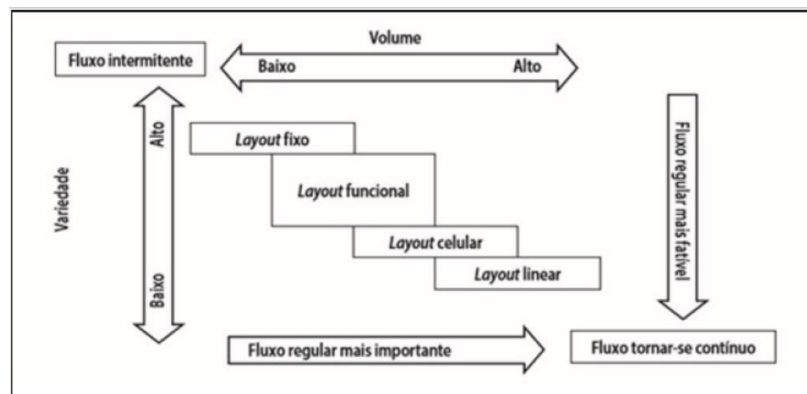 Volume
Fluxo intermitente
Baixo Alto
Variedade
Alto
Baixo
Layout fixo
Layout funcional
Layout celular
Layout linear
Fluxo regular mais fatível
Fluxo regular mais importante
Fluxo tornar-se contínuo